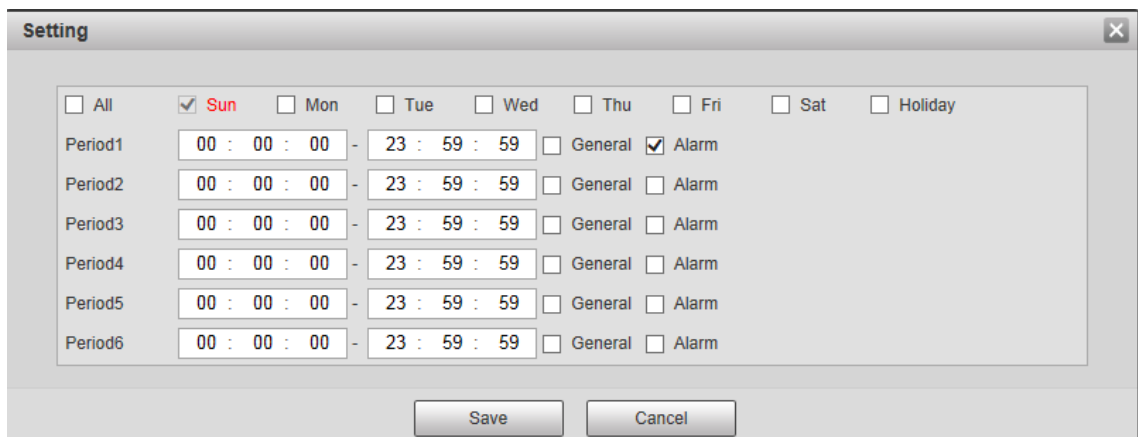 Setting
All Sun Mon Tue Wed Thu Fri Sat Holiday
Period1 00 : 00 : 00 - 23 : 59 : 59 General Alarm
Period2 00 : 00 : 00 - 23 : 59 : 59 General Alarm
Period3 00 : 00 : 00 - 23 : 59 : 59 General Alarm
Period4 00 : 00 : 00 - 23 : 59 : 59 General Alarm
Period5 00 : 00 : 00 - 23 : 59 : 59 General Alarm
Period6 00 : 00 : 00 - 23 : 59 : 59 General Alarm
Save Cancel